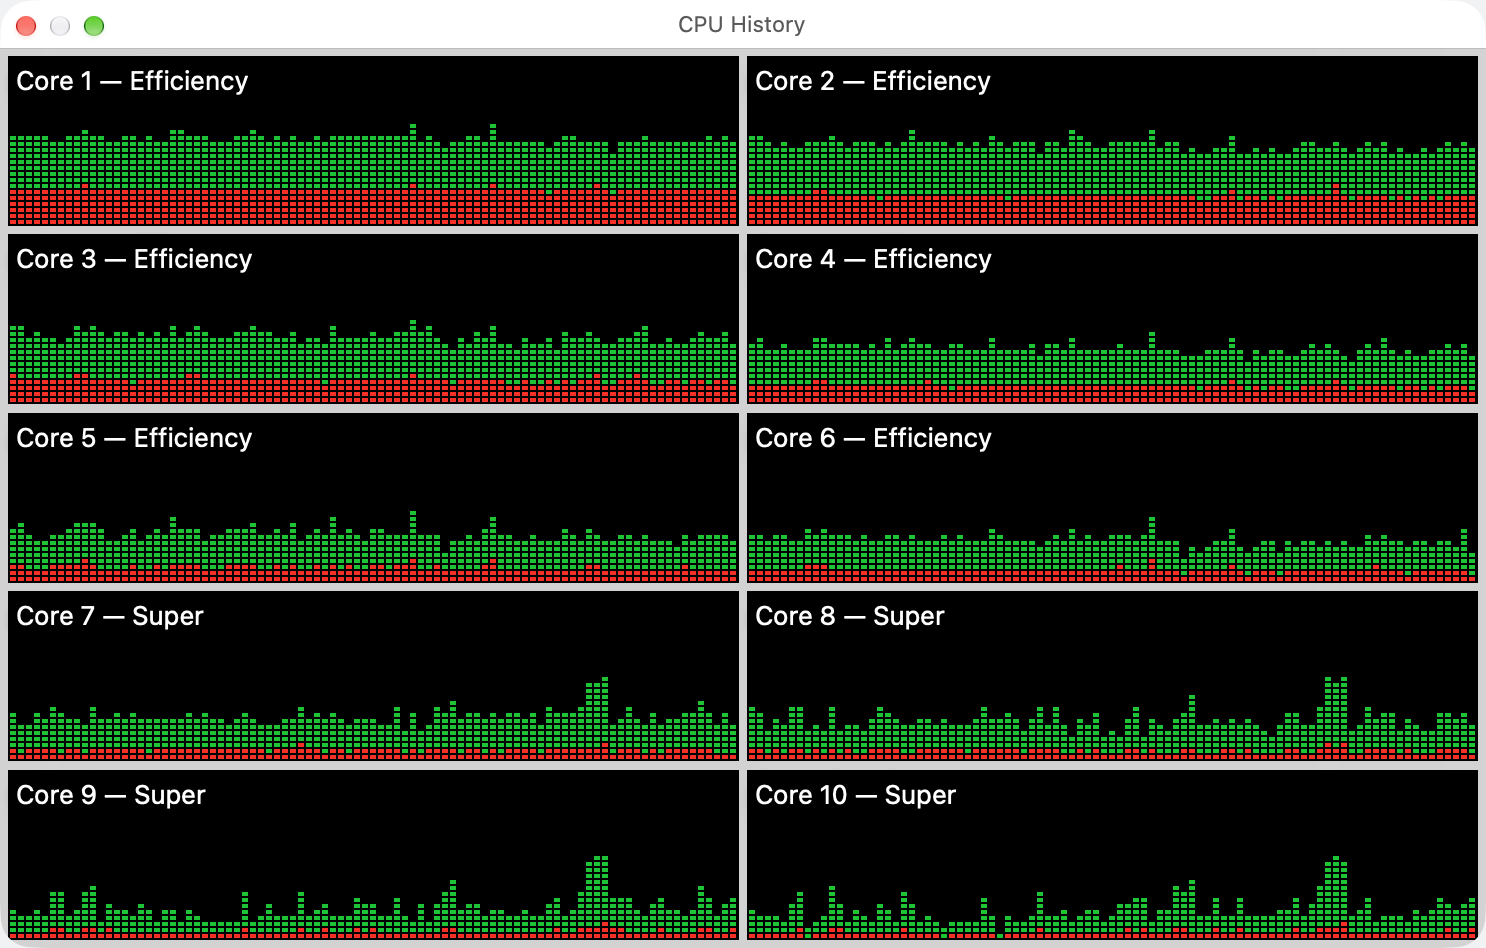 CPU History
Core 1 — Efficiency
Core 2 — Efficiency
Core 3 — Efficiency
Core 4 — Efficiency
Core 5 — Efficiency
Core 6 — Efficiency
Core 7 — Super
Core 8 — Super
Core 9 — Super
Core 10 — Super